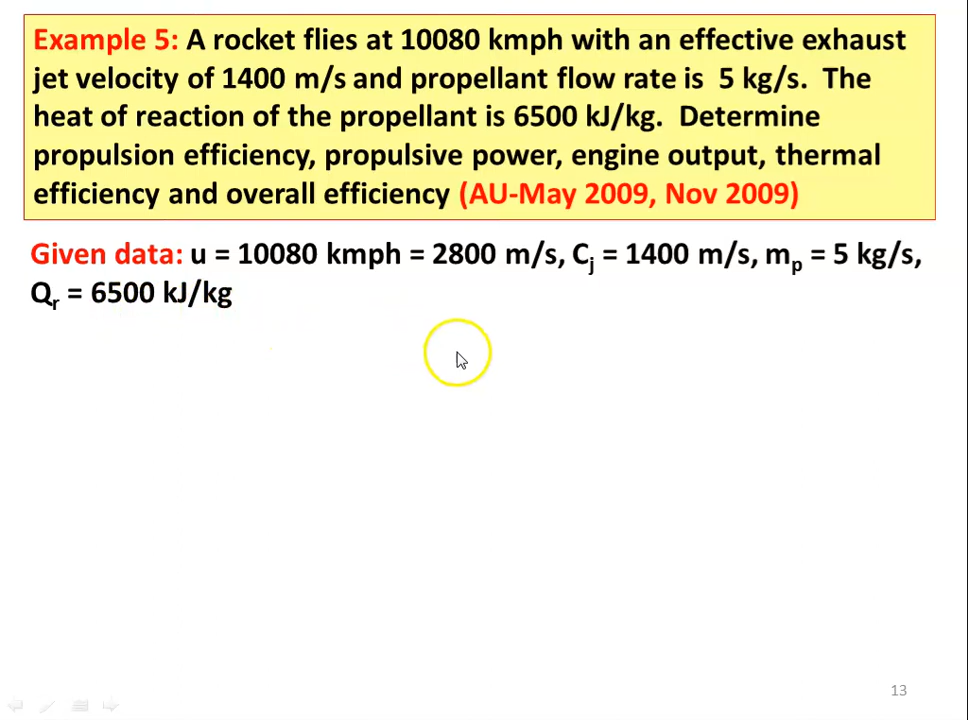 Example 5: A rocket flies at 10080 kmph with an effective exhaust
jet velocity of 1400 m/s and propellant flow rate is 5 kg/s. The
heat of reaction of the propellant is 6500 kJ/kg. Determine
propulsion efficiency, propulsive power, engine output, thermal
efficiency and overall efficiency (AU-May 2009, Nov 2009)
Given data: u = 10080 kmph = 2800 m/s, Cj = 1400 m/s, mp = 5 kg/s,
Qr = 6500 kJ/kg
13